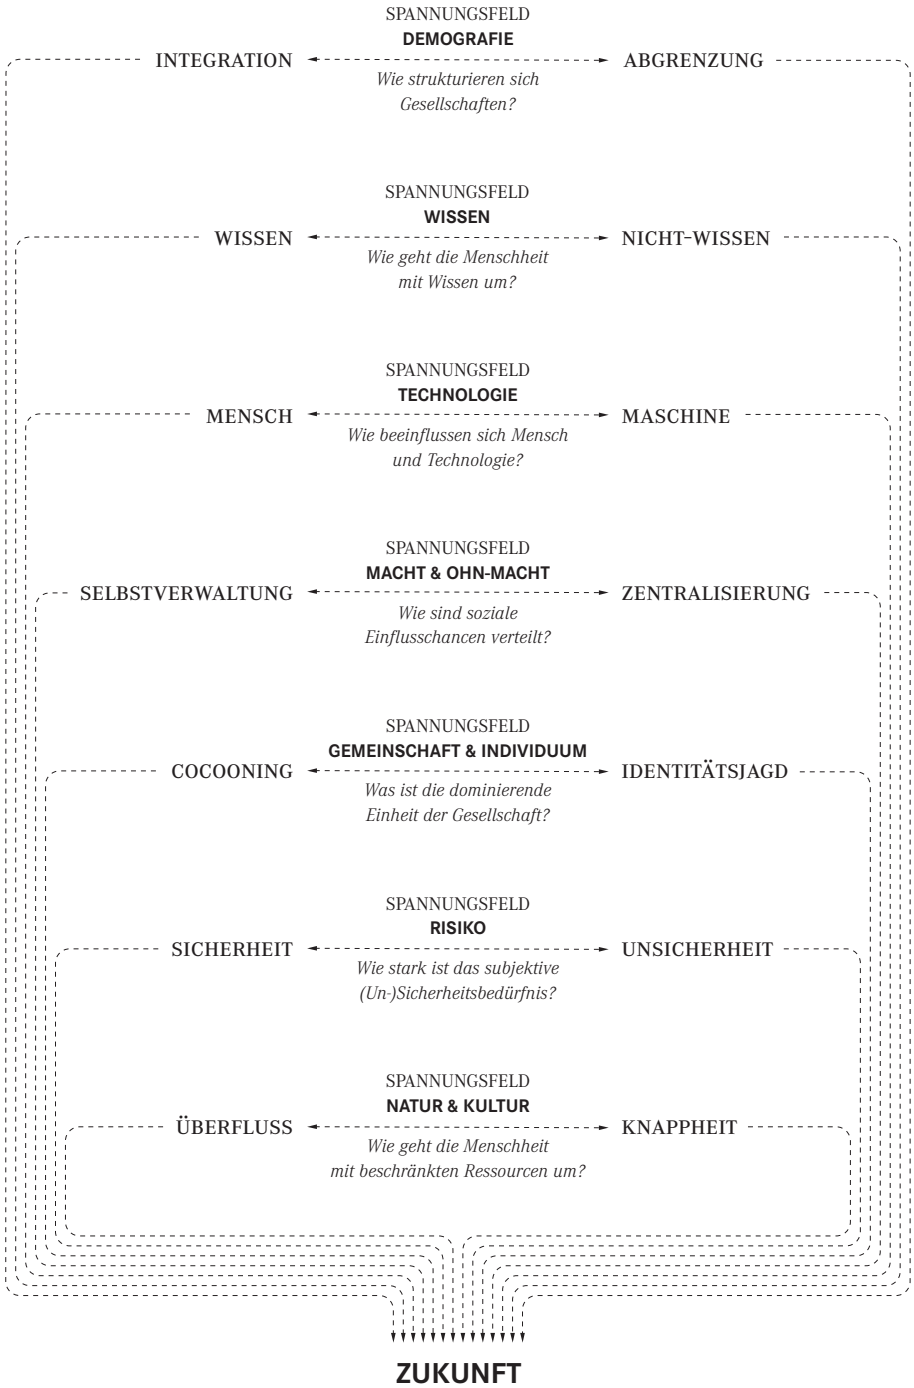 SPANNUNGSFELD
DEMOGRAFIE
INTEGRATION
ABGRENZUNG
Wie strukturieren sich
Gesellschaften?
SPANNUNGSFELD
WISSEN
WISSEN
NICHT-WISSEN
Wie geht die Menschheit
mit Wissen um?
SPANNUNGSFELD
TECHNOLOGIE
MENSCH
MASCHINE
Wie beeinflussen sich Mensch
und Technologie?
SPANNUNGSFELD
MACHT & OHN-MACHT
SELBSTVERWALTUNG
ZENTRALISIERUNG
Wie sind soziale
Einflusschancen verteilt?
SPANNUNGSFELD
GEMEINSCHAFT & INDIVIDUUM
COCOONING
IDENTITÄTSJAGD
Was ist die dominierende
Einheit der Gesellschaft?
SPANNUNGSFELD
RISIKO
SICHERHEIT
UNSICHERHEIT
Wie stark ist das subjektive
(Un-)Sicherheitsbedürfnis?
SPANNUNGSFELD
NATUR & KULTUR
ÜBERFLUSS
KNAPPHEIT
Wie geht die Menschheit
mit beschränkten Ressourcen um?
ZUKUNFT